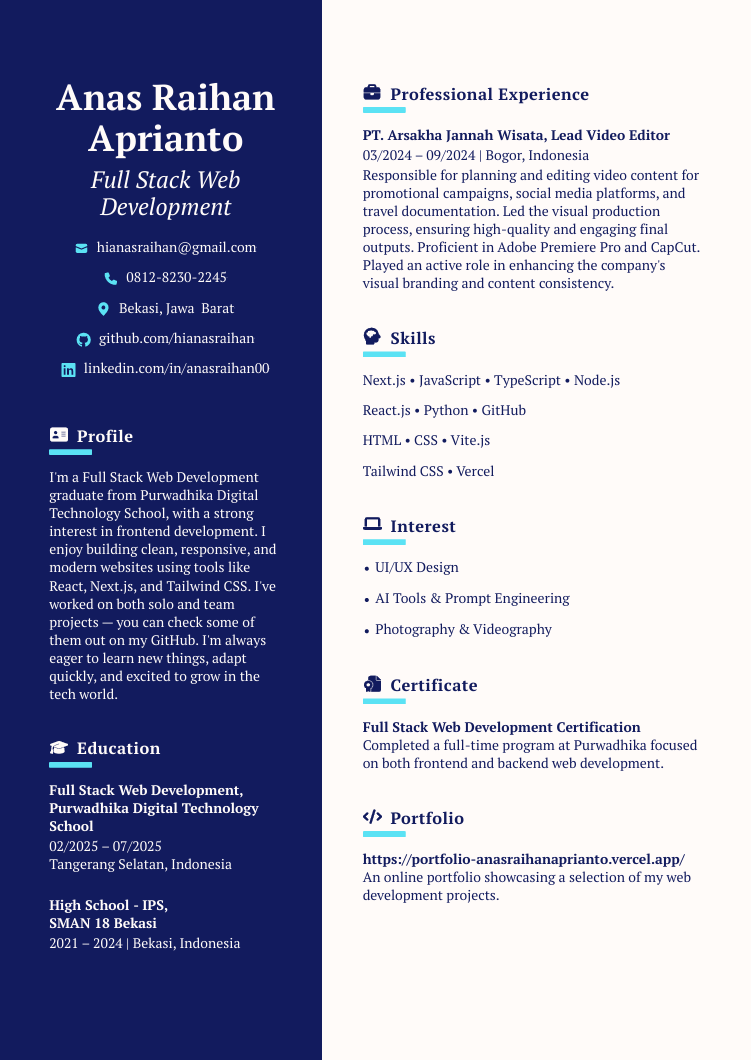 Anas Raihan
Aprianto
Full Stack Web
Development
hianasraihan@gmail.com
0812-8230-2245
Bekasi, Jawa  Barat
github.com/hianasraihan
linkedin.com/in/anasraihan00
Profile
I'm a Full Stack Web Development
graduate from Purwadhika Digital
Technology School, with a strong
interest in frontend development. I
enjoy building clean, responsive, and
modern websites using tools like
React, Next.js, and Tailwind CSS. I've
worked on both solo and team
projects — you can check some of
them out on my GitHub. I'm always
eager to learn new things, adapt
quickly, and excited to grow in the
tech world.
Education
Full Stack Web Development,
Purwadhika Digital Technology
School
02/2025 – 07/2025
Tangerang Selatan, Indonesia
High School - IPS,
SMAN 18 Bekasi
2021 – 2024 | Bekasi, Indonesia
Professional Experience
PT. Arsakha Jannah Wisata, Lead Video Editor
03/2024 – 09/2024 | Bogor, Indonesia
Responsible for planning and editing video content for
promotional campaigns, social media platforms, and
travel documentation. Led the visual production
process, ensuring high-quality and engaging final
outputs. Proficient in Adobe Premiere Pro and CapCut.
Played an active role in enhancing the company's
visual branding and content consistency.
Skills
Next.js • JavaScript • TypeScript • Node.js
React.js • Python • GitHub
HTML • CSS • Vite.js
Tailwind CSS • Vercel
Interest
• UI/UX Design
• AI Tools & Prompt Engineering
• Photography & Videography
Certificate
Full Stack Web Development Certification
Completed a full-time program at Purwadhika focused
on both frontend and backend web development.
Portfolio
https://portfolio-anasraihanaprianto.vercel.app/
An online portfolio showcasing a selection of my web
development projects.